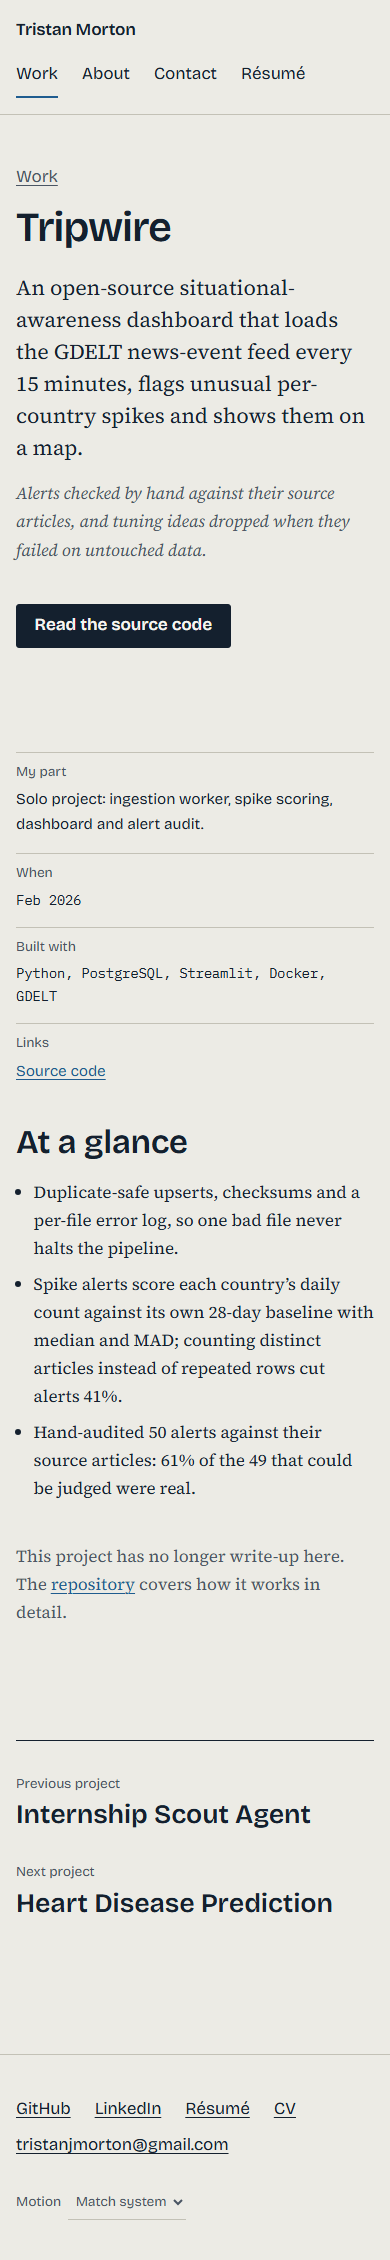 Tristan Morton
Work About Contact Résumé
Work
Tripwire
An open-source situational-
awareness dashboard that loads
the GDELT news-event feed every
15 minutes, flags unusual per-
country spikes and shows them on
a map.
Alerts checked by hand against their source
articles, and tuning ideas dropped when they
failed on untouched data.
Read the source code
My part
Solo project: ingestion worker, spike scoring,
dashboard and alert audit.
When
Feb 2026
Built with
Python, PostgreSQL, Streamlit, Docker,
GDELT
Links
Source code
At a glance
• Duplicate-safe upserts, checksums and a
per-file error log, so one bad file never
halts the pipeline.
• Spike alerts score each country’s daily
count against its own 28-day baseline with
median and MAD; counting distinct
articles instead of repeated rows cut
alerts 41%.
• Hand-audited 50 alerts against their
source articles: 61% of the 49 that could
be judged were real.
This project has no longer write-up here.
The repository covers how it works in
detail.
Previous project
Internship Scout Agent
Next project
Heart Disease Prediction
GitHub LinkedIn Résumé CV
tristanjmorton@gmail.com
Motion Match system